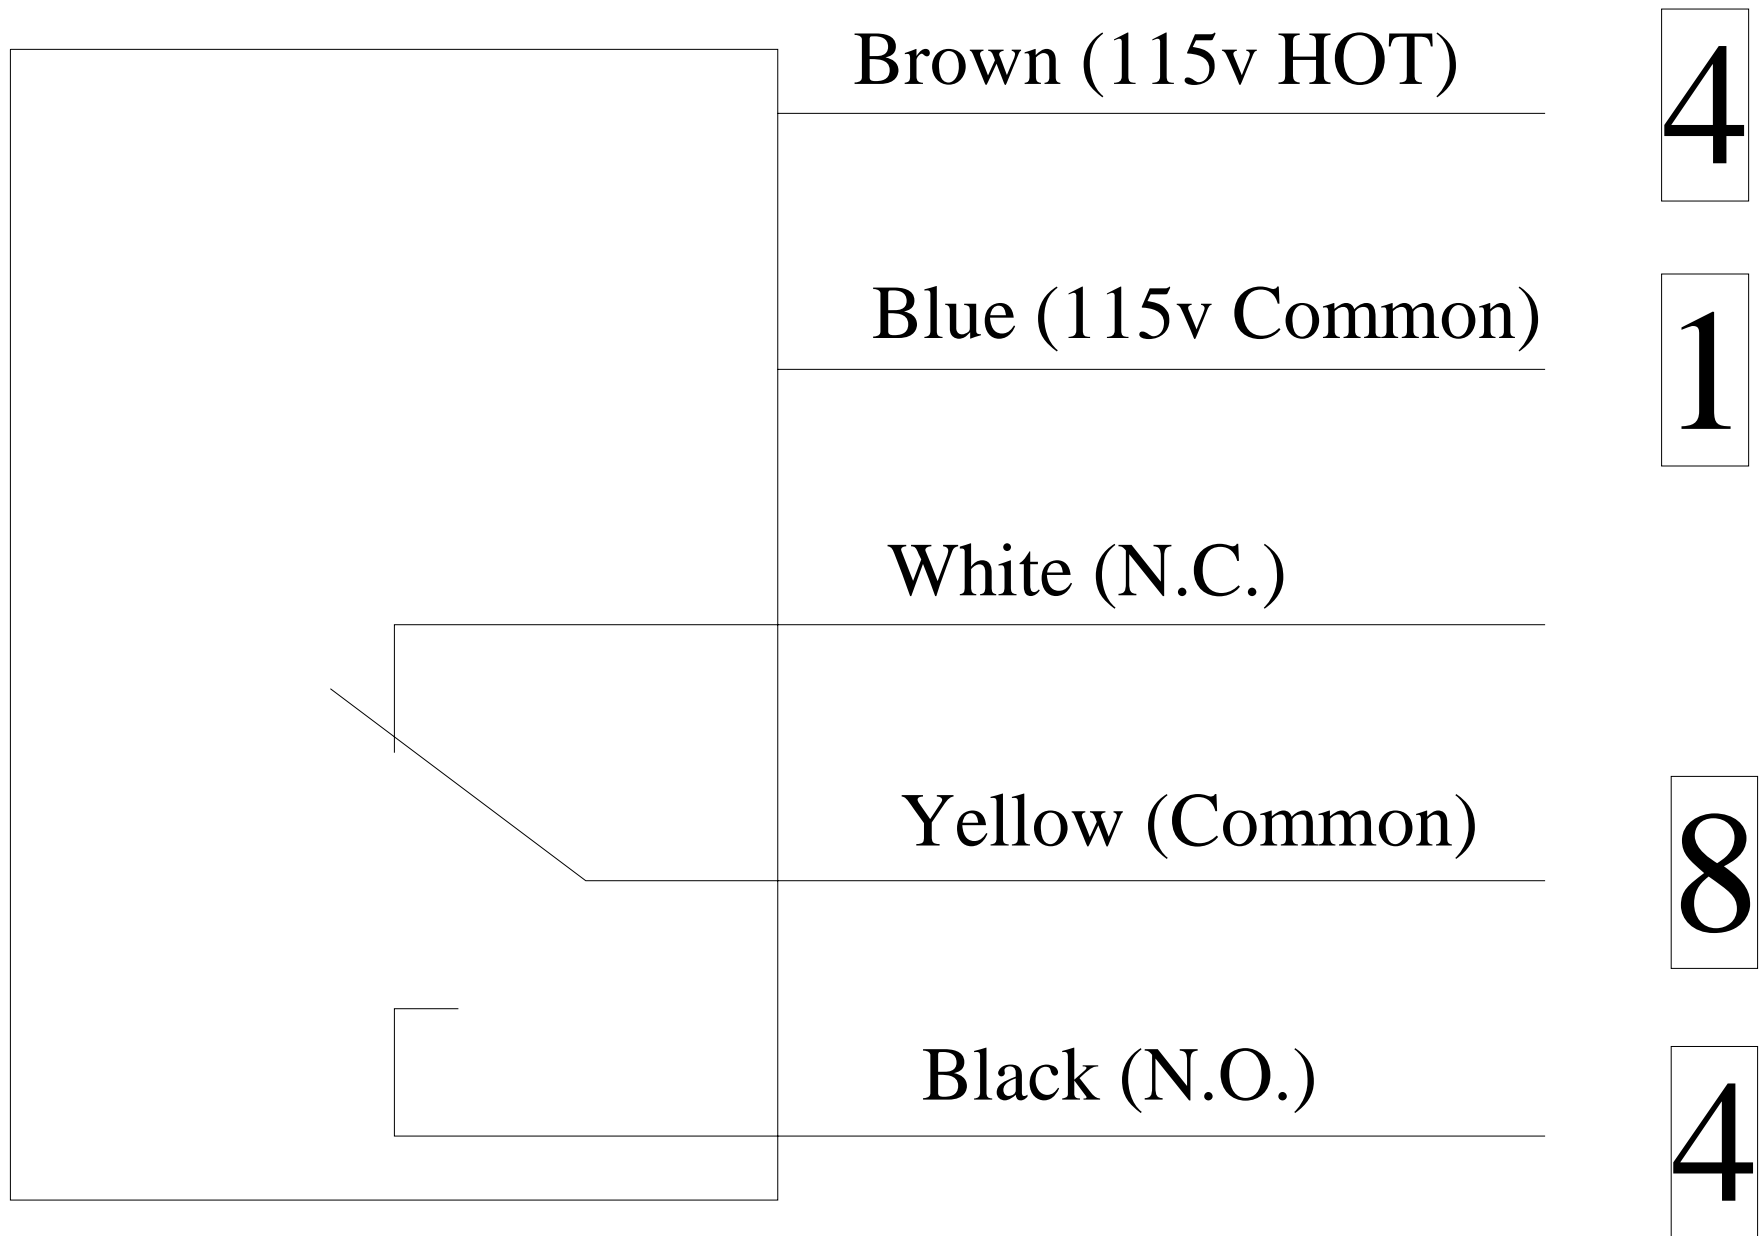 Brown (115v HOT)
4
Blue (115v Common)
1
White (N.C.)
Yellow (Common)
8
Black (N.O.)
4